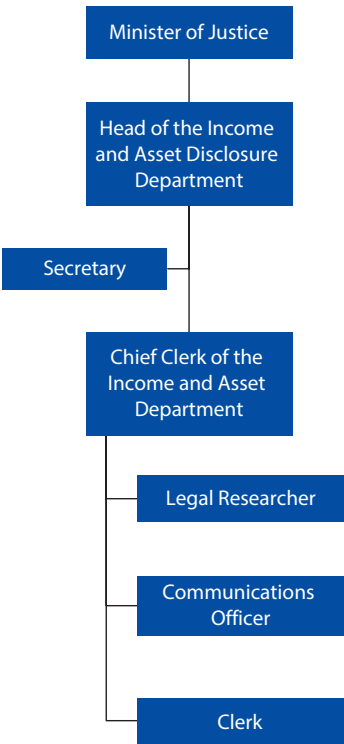 Minister of Justice
Head of the Income
and Asset Disclosure
Department
Secretary
Chief Clerk of the
Income and Asset
Department
Legal Researcher
Communications
Officer
Clerk